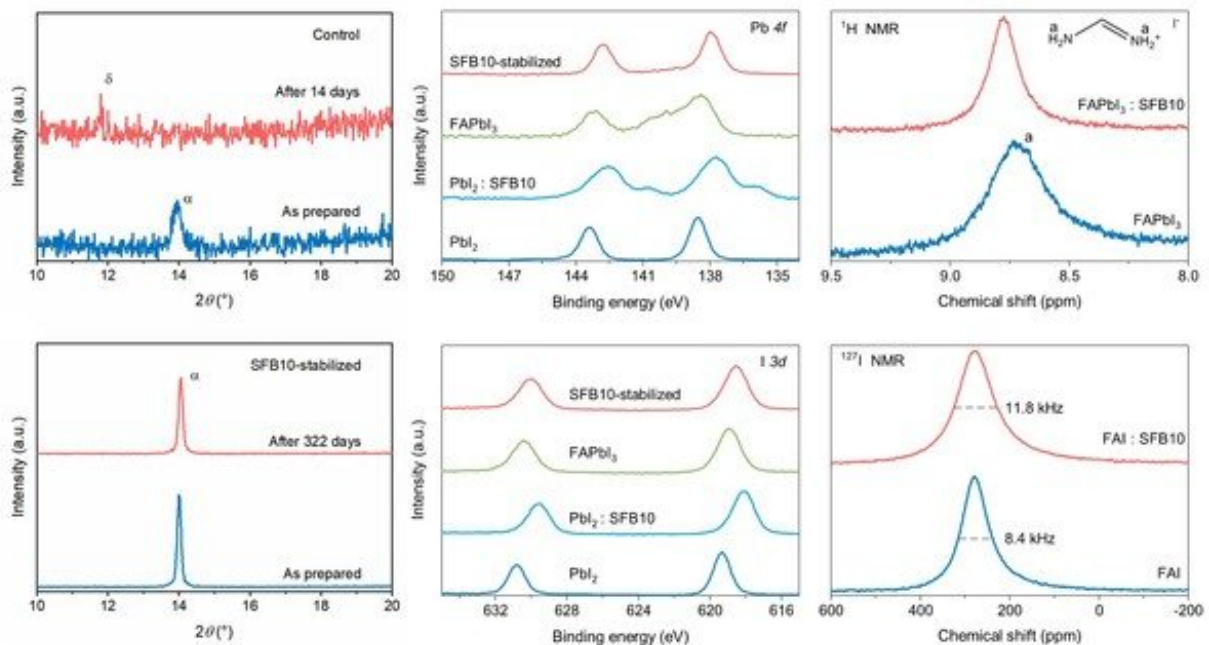 Control
δ
After 14 days
α
As prepared
Intensity (a.u.)
10 12 14 16 18 20
2θ (°)
Pb 4f
SFB10-stabilized
FAPbI₃
PbI₂ : SFB10
PbI₂
Intensity (a.u.)
150 147 144 141 138 135
Binding energy (eV)
¹H NMR
a a
H₂N NH₂⁺ I⁻
FAPbI₃ : SFB10
a
FAPbI₃
Intensity (a.u.)
9.5 9.0 8.5 8.0
Chemical shift (ppm)
SFB10-stabilized
α
After 322 days
As prepared
Intensity (a.u.)
10 12 14 16 18 20
2θ (°)
I 3d
SFB10-stabilized
FAPbI₃
PbI₂ : SFB10
PbI₂
Intensity (a.u.)
632 628 624 620 616
Binding energy (eV)
¹²⁷I NMR
11.8 kHz
FAI : SFB10
8.4 kHz
FAI
Intensity (a.u.)
600 400 200 0 -200
Chemical shift (ppm)